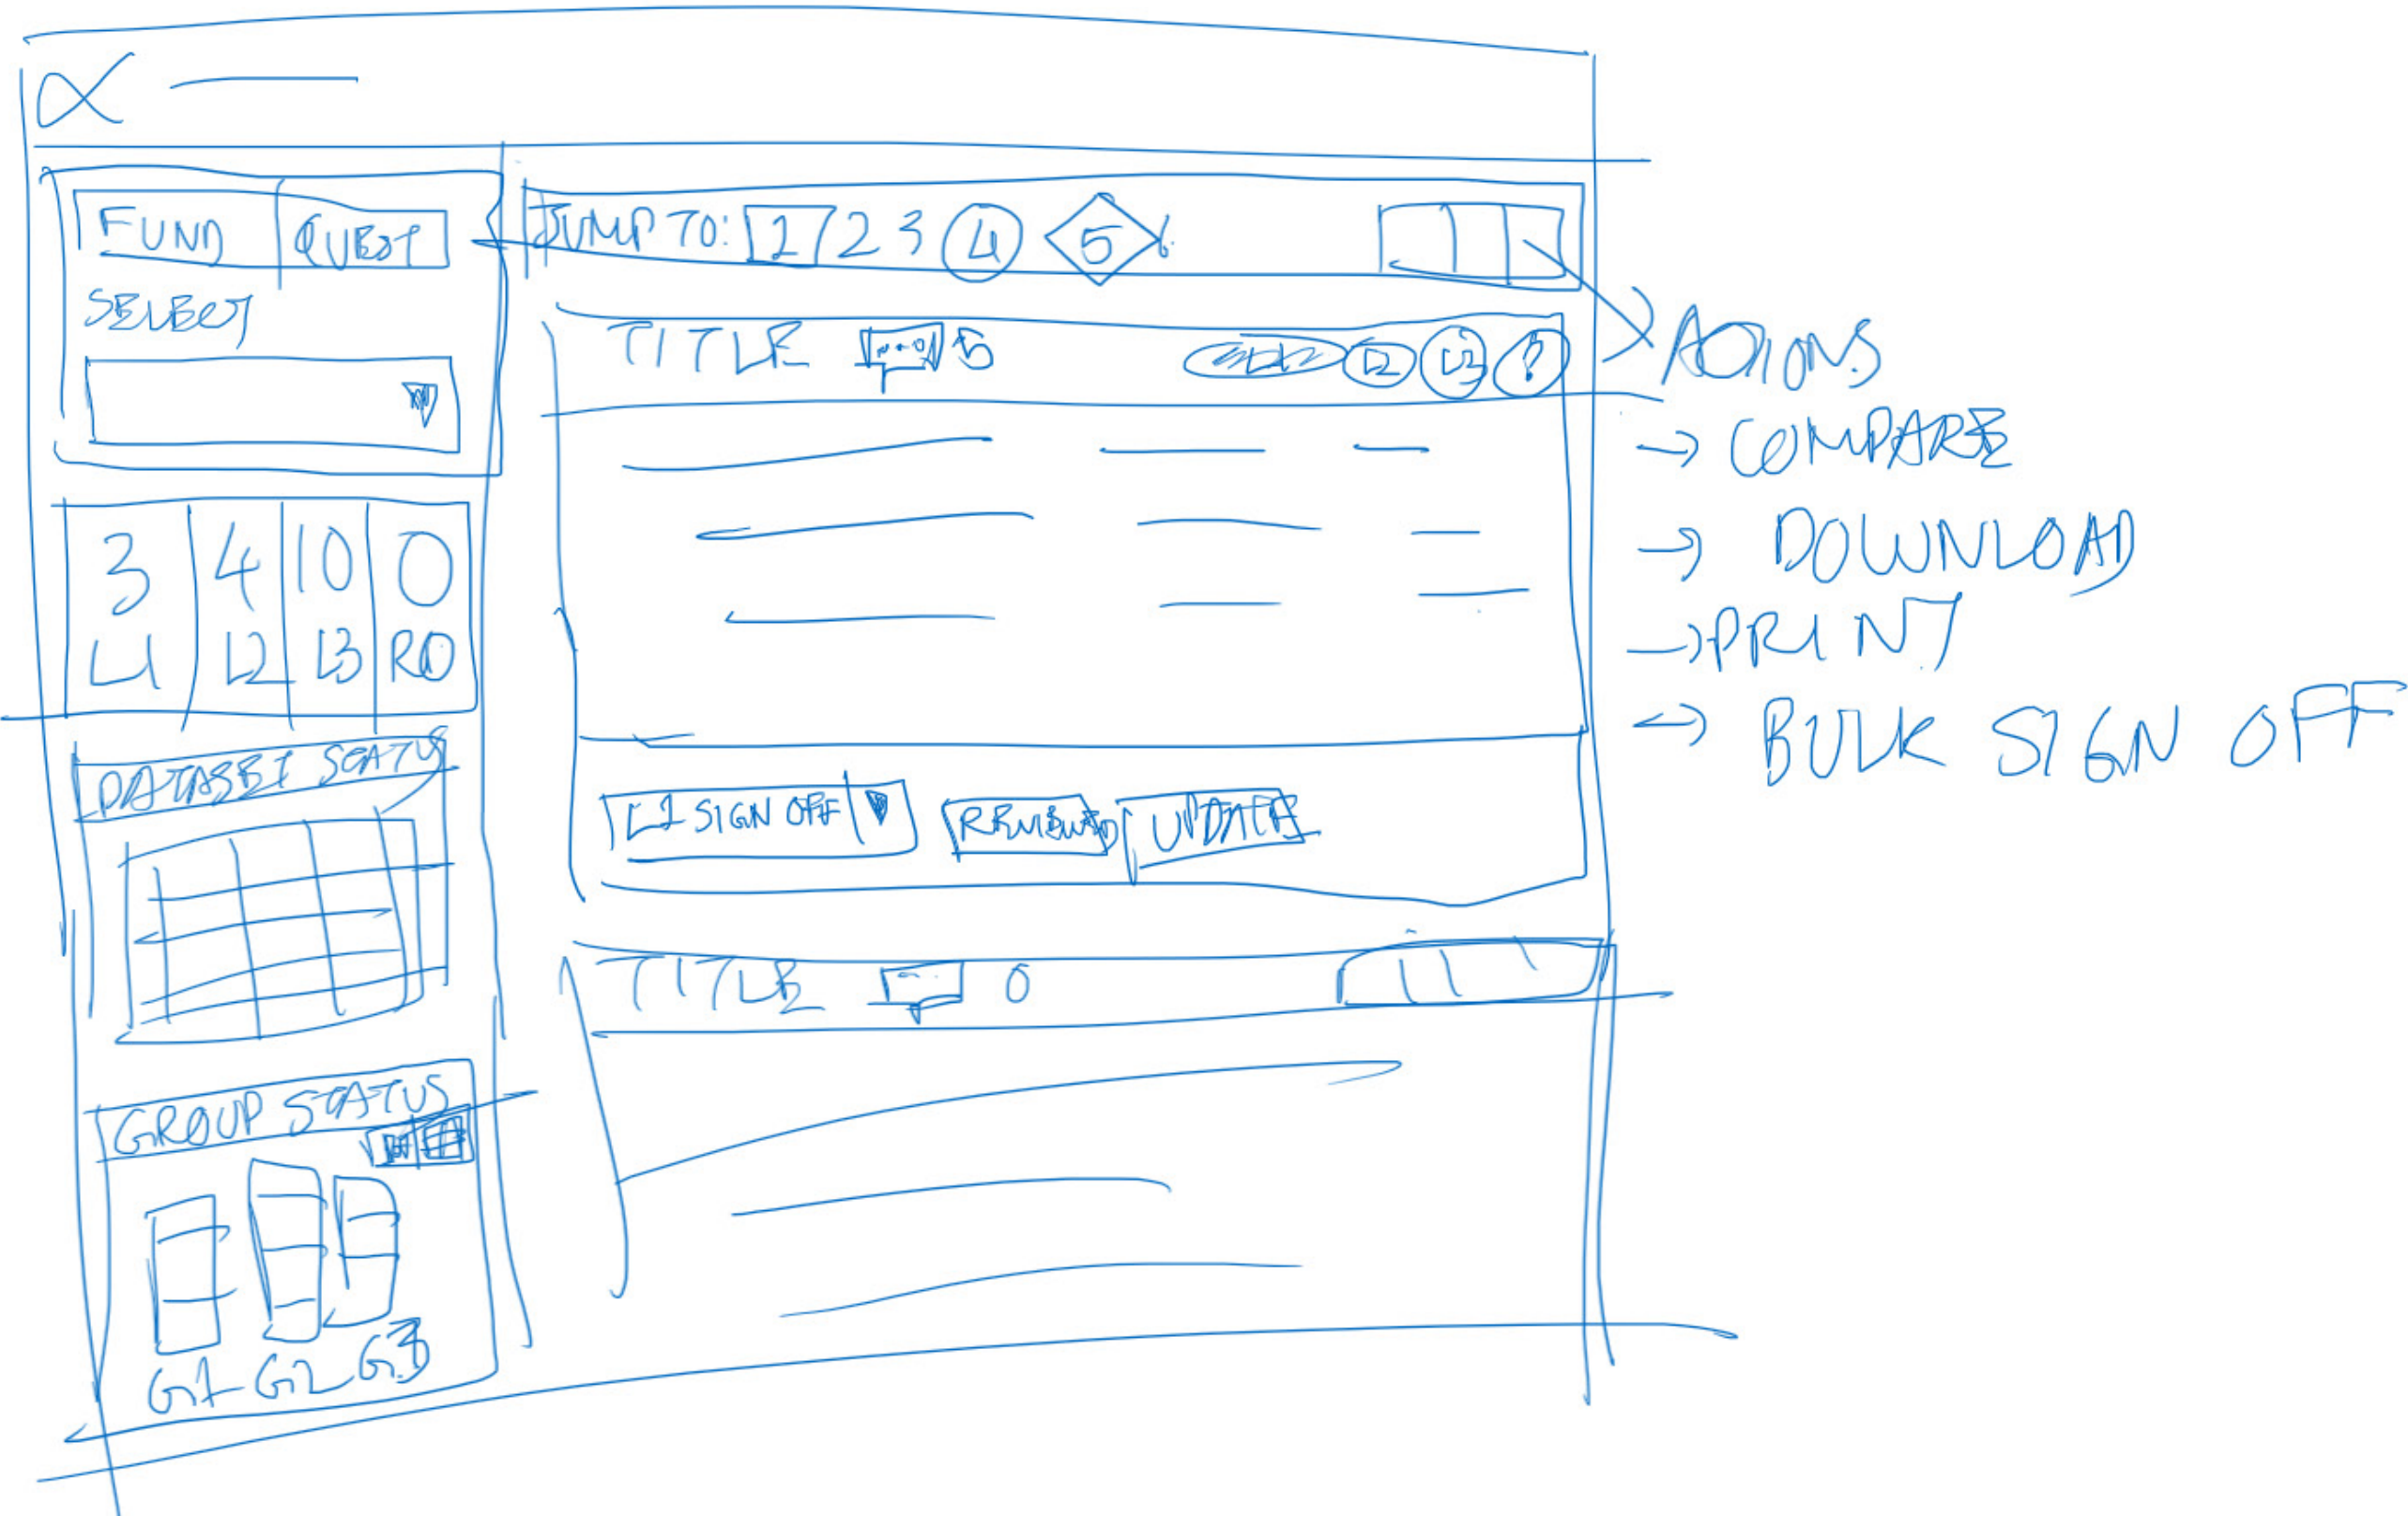 FUND QUEST
SELECT
3 4 10 0
L1 L2 L3 RO
DATASET STATUS
GROUP STATUS
G1 G2 G3
JUMP TO: 1 2 3 4 5 6
TITLE 5
L2 L3
L1 SIGN OFF REVIEWED UPDATE
TITLE 0
ACTIONS
→ COMPARE
→ DOWNLOAD
→ PRINT
→ BULK SIGN OFF